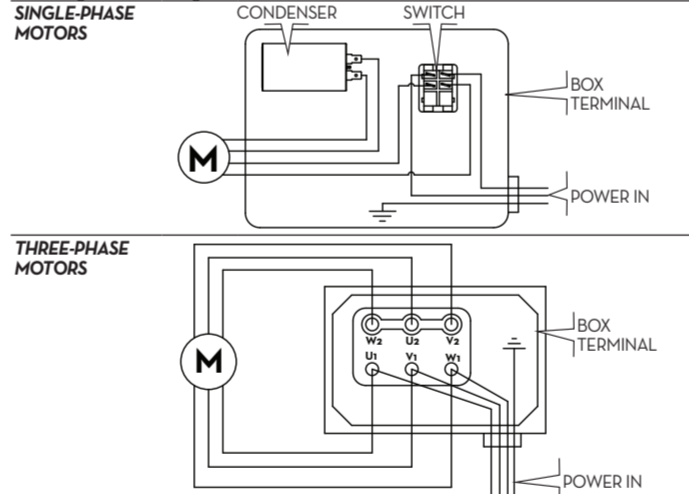 SINGLE-PHASE
MOTORS
CONDENSER
SWITCH
BOX
TERMINAL
M
POWER IN
THREE-PHASE
MOTORS
W2 U2 V2
U1 V1 W1
BOX
TERMINAL
M
POWER IN